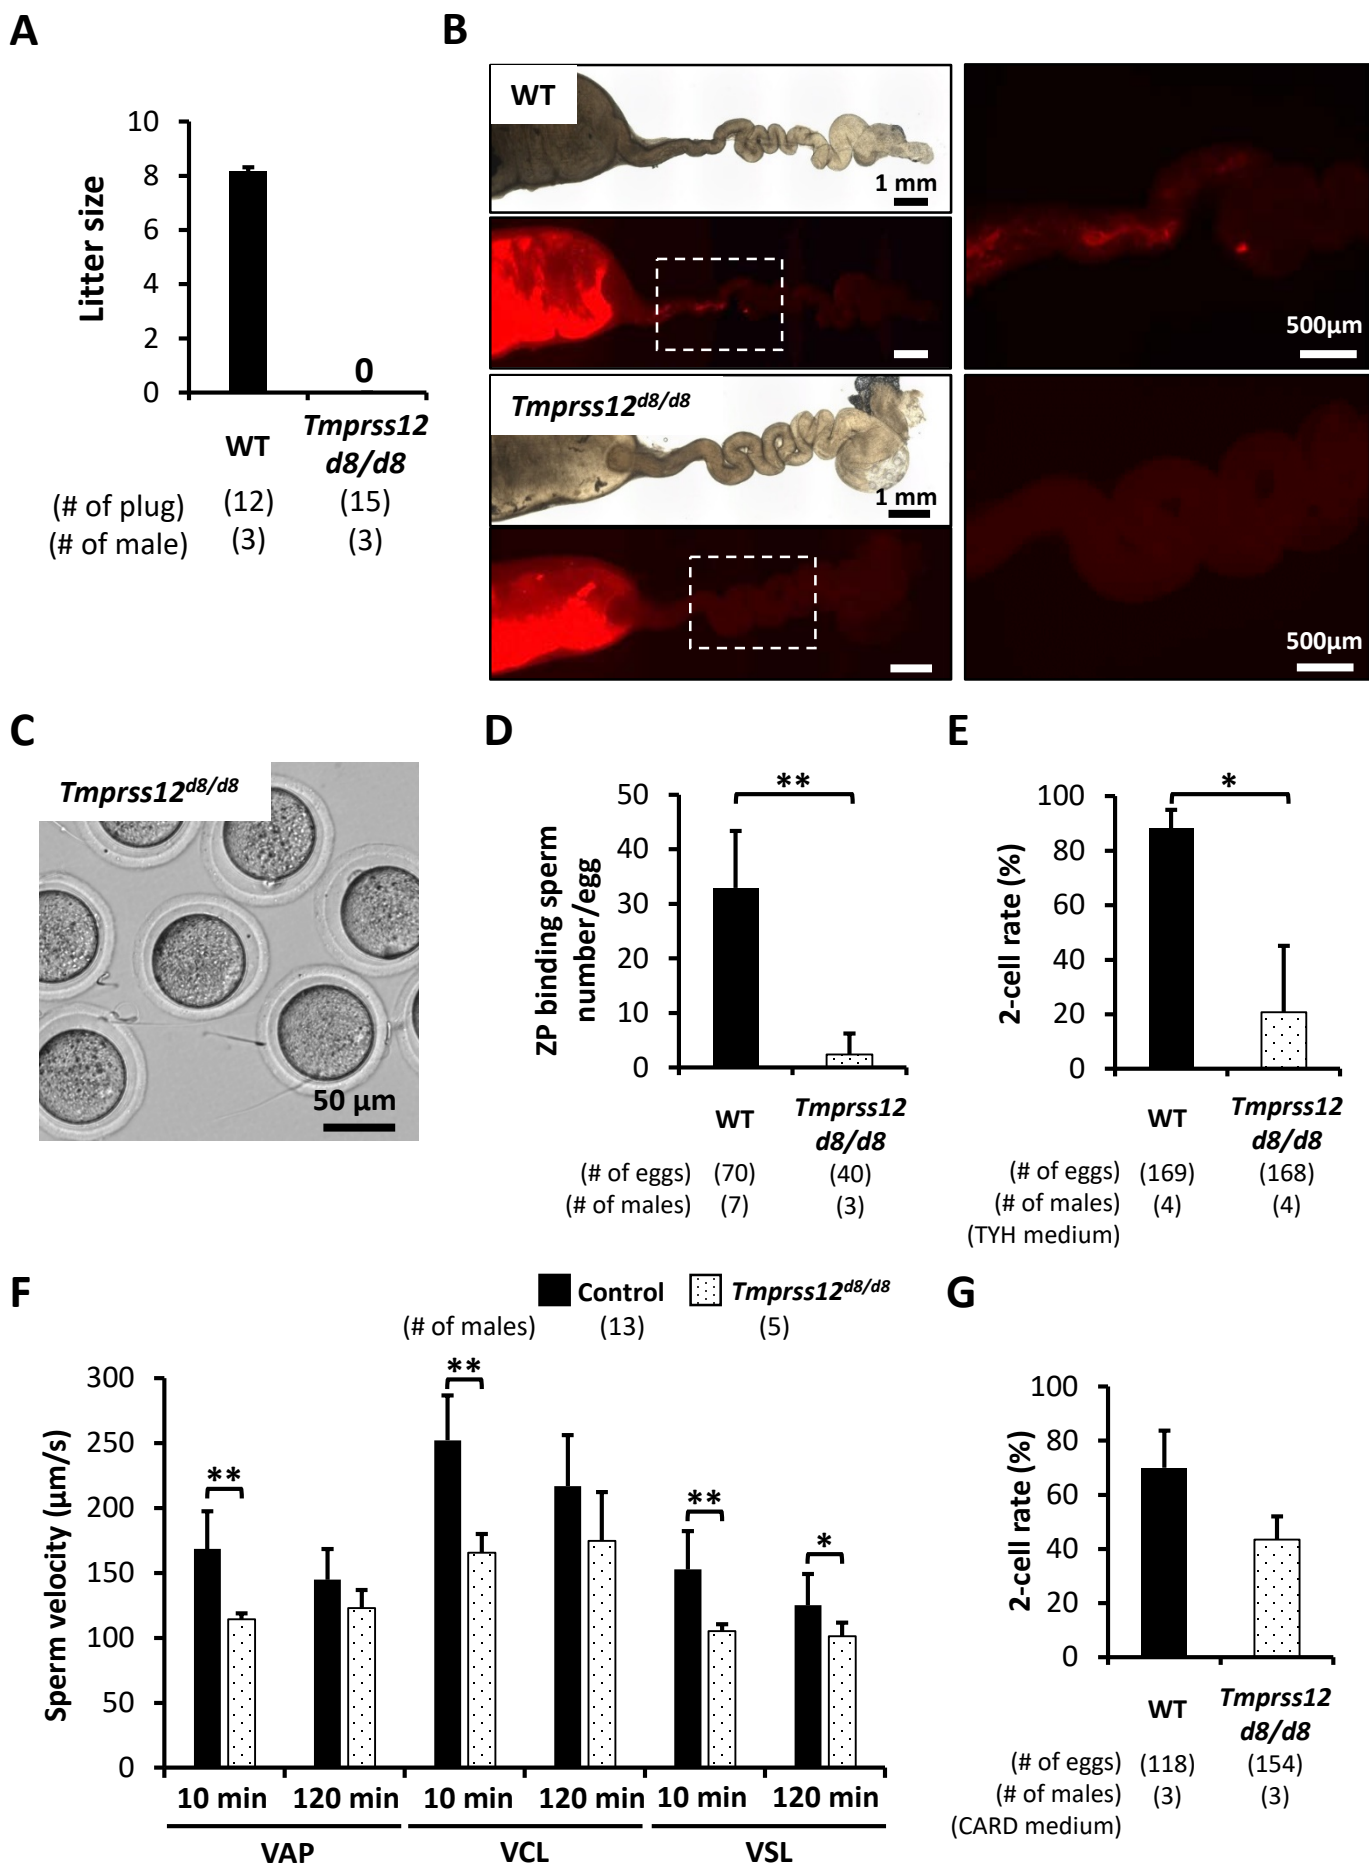 A
10
8
6
4
2
0
Litter size
0
WT
Tmprss12
d8/d8
(# of plug) (12) (15)
(# of male) (3) (3)
B
WT
1 mm
500µm
Tmprss12d8/d8
1 mm
500µm
C
Tmprss12d8/d8
50 µm
D
50
40
30
20
10
0
ZP binding sperm
number/egg
**
WT
Tmprss12
d8/d8
(# of eggs) (70) (40)
(# of males) (7) (3)
E
100
80
60
40
20
0
2-cell rate (%)
*
WT
Tmprss12
d8/d8
(# of eggs) (169) (168)
(# of males) (4) (4)
(TYH medium)
F
Control Tmprss12d8/d8
(# of males) (13) (5)
300
250
200
150
100
50
0
Sperm velocity (µm/s)
**
**
**
*
10 min 120 min 10 min 120 min 10 min 120 min
VAP VCL VSL
G
100
80
60
40
20
0
2-cell rate (%)
WT
Tmprss12
d8/d8
(# of eggs) (118) (154)
(# of males) (3) (3)
(CARD medium)